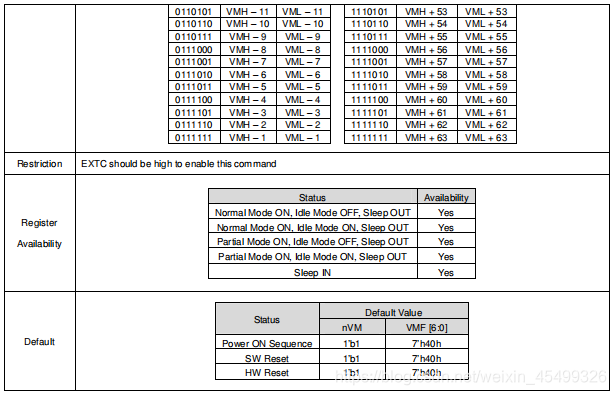 0110101 VMH – 11 VML – 11 1110101 VMH + 53 VML + 53
0110110 VMH – 10 VML – 10 1110110 VMH + 54 VML + 54
0110111 VMH – 9 VML – 9 1110111 VMH + 55 VML + 55
0111000 VMH – 8 VML – 8 1111000 VMH + 56 VML + 56
0111001 VMH – 7 VML – 7 1111001 VMH + 57 VML + 57
0111010 VMH – 6 VML – 6 1111010 VMH + 58 VML + 58
0111011 VMH – 5 VML – 5 1111011 VMH + 59 VML + 59
0111100 VMH – 4 VML – 4 1111100 VMH + 60 VML + 60
0111101 VMH – 3 VML – 3 1111101 VMH + 61 VML + 61
0111110 VMH – 2 VML – 2 1111110 VMH + 62 VML + 62
0111111 VMH – 1 VML – 1 1111111 VMH + 63 VML + 63
Restriction EXTC should be high to enable this command
Register Availability
Status Availability
Normal Mode ON, Idle Mode OFF, Sleep OUT Yes
Normal Mode ON, Idle Mode ON, Sleep OUT Yes
Partial Mode ON, Idle Mode OFF, Sleep OUT Yes
Partial Mode ON, Idle Mode ON, Sleep OUT Yes
Sleep IN Yes
Default
Status Default Value
nVM VMF [6:0]
Power ON Sequence 1'b1 7'h40h
SW Reset 1'b1 7'h40h
HW Reset 1'b1 7'h40h
https://blog.csdn.net/weixin_45499326